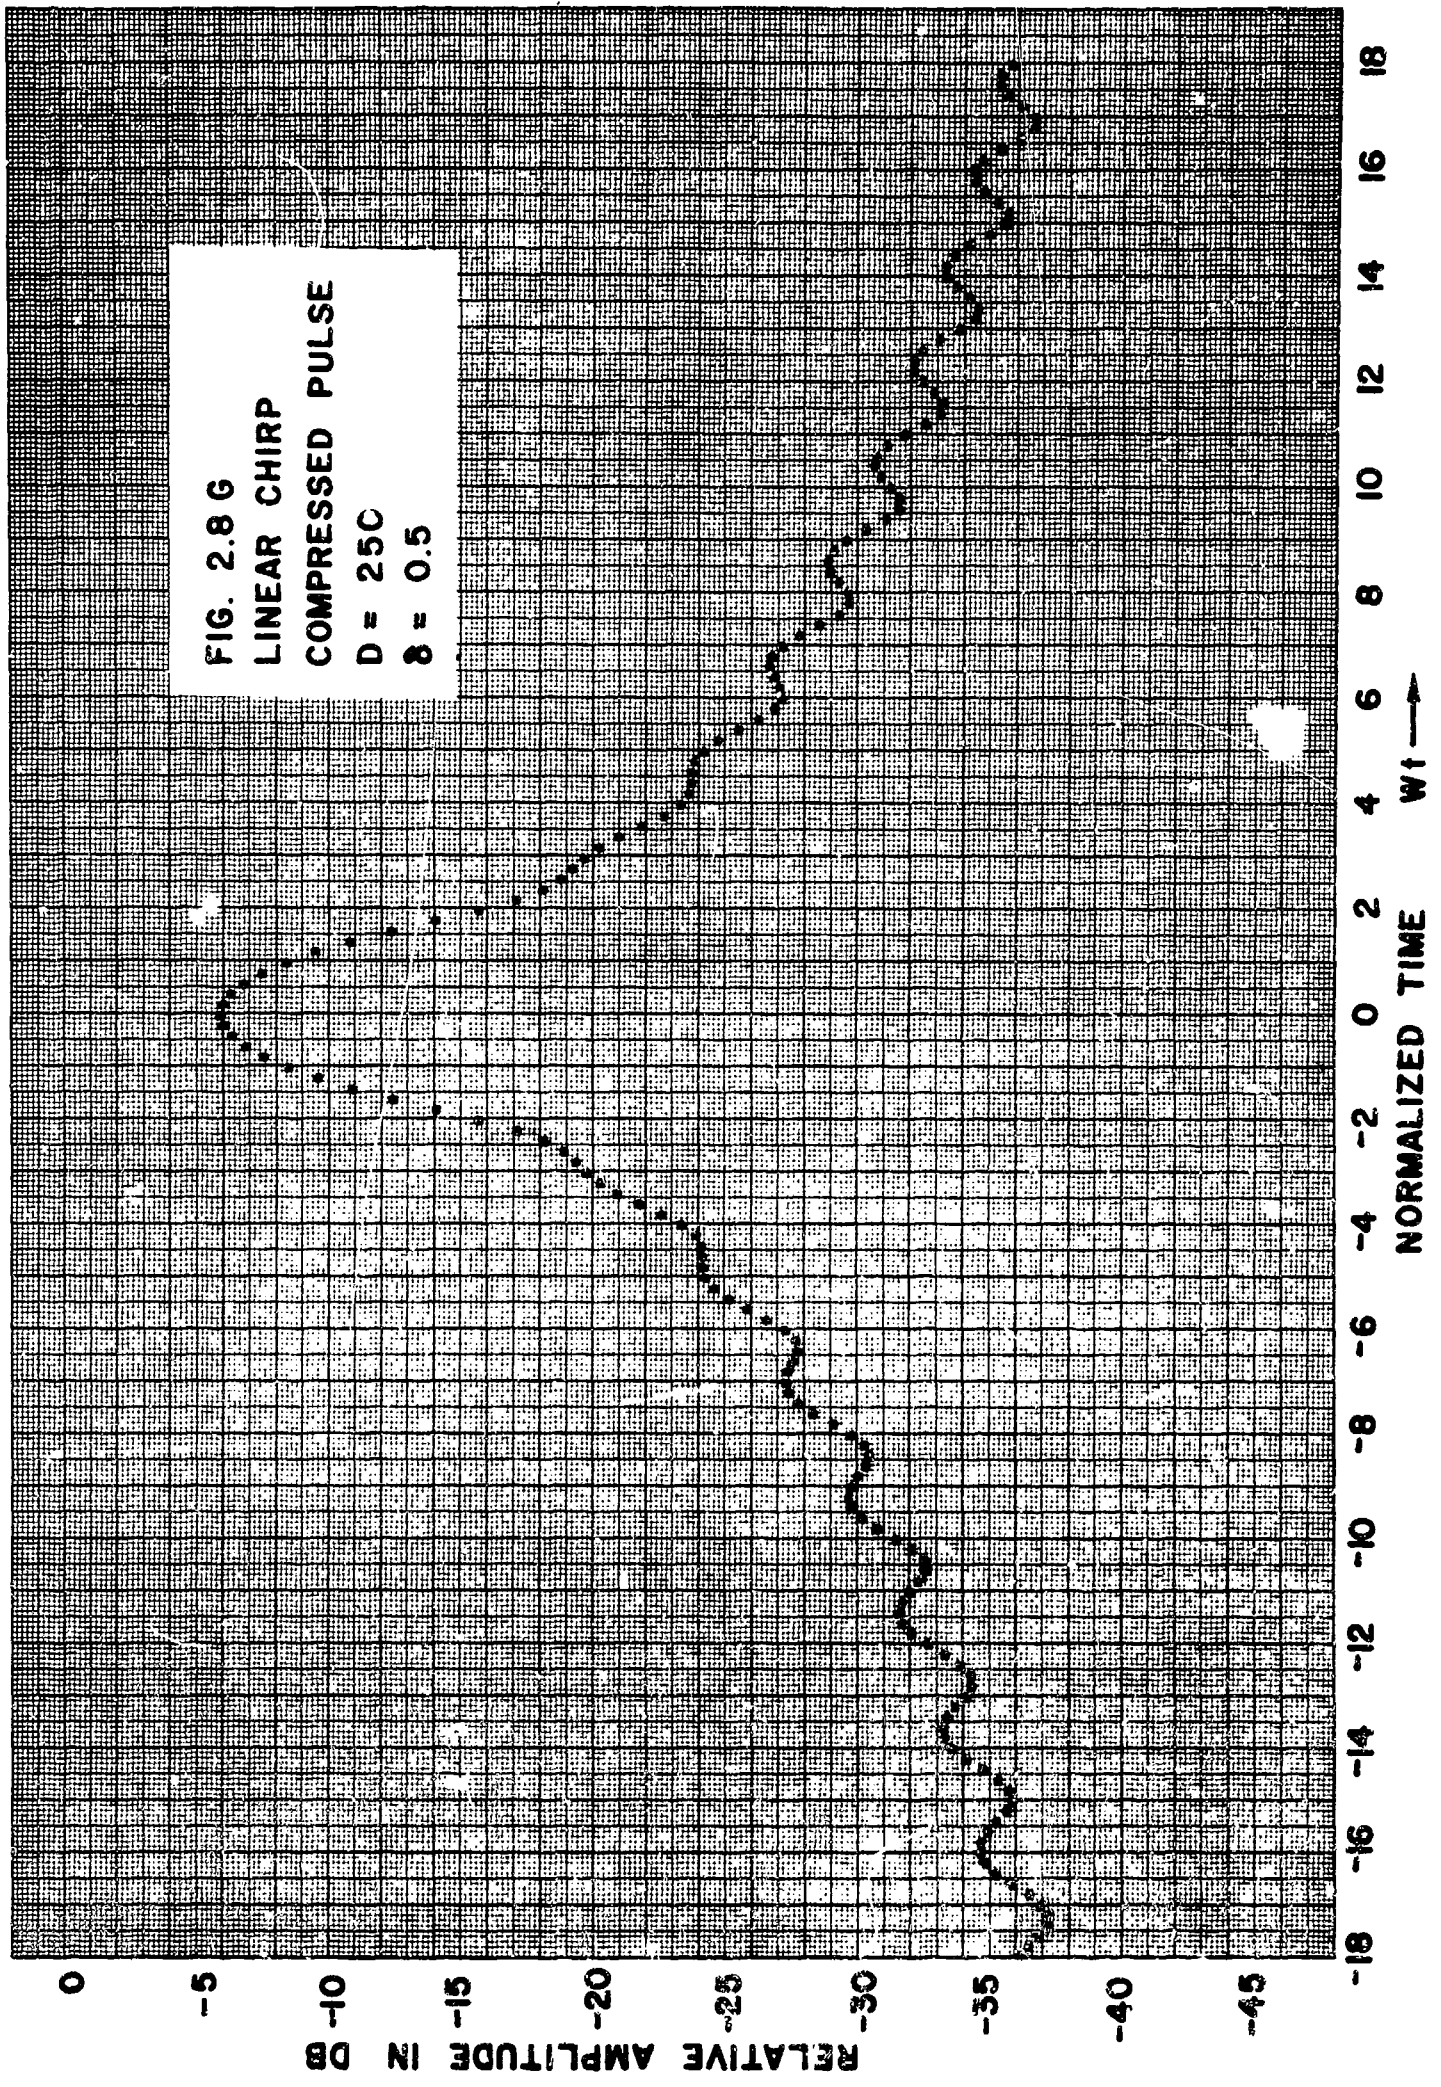 FIG. 2.8 G
LINEAR CHIRP
COMPRESSED PULSE
D = 25C
δ = 0.5
RELATIVE AMPLITUDE IN DB
0
-5
-10
-15
-20
-25
-30
-35
-40
-45
-18 -16 -14 -12 -10 -8 -6 -4 -2 0 2 4 6 8 10 12 14 16 18
NORMALIZED TIME Wt →